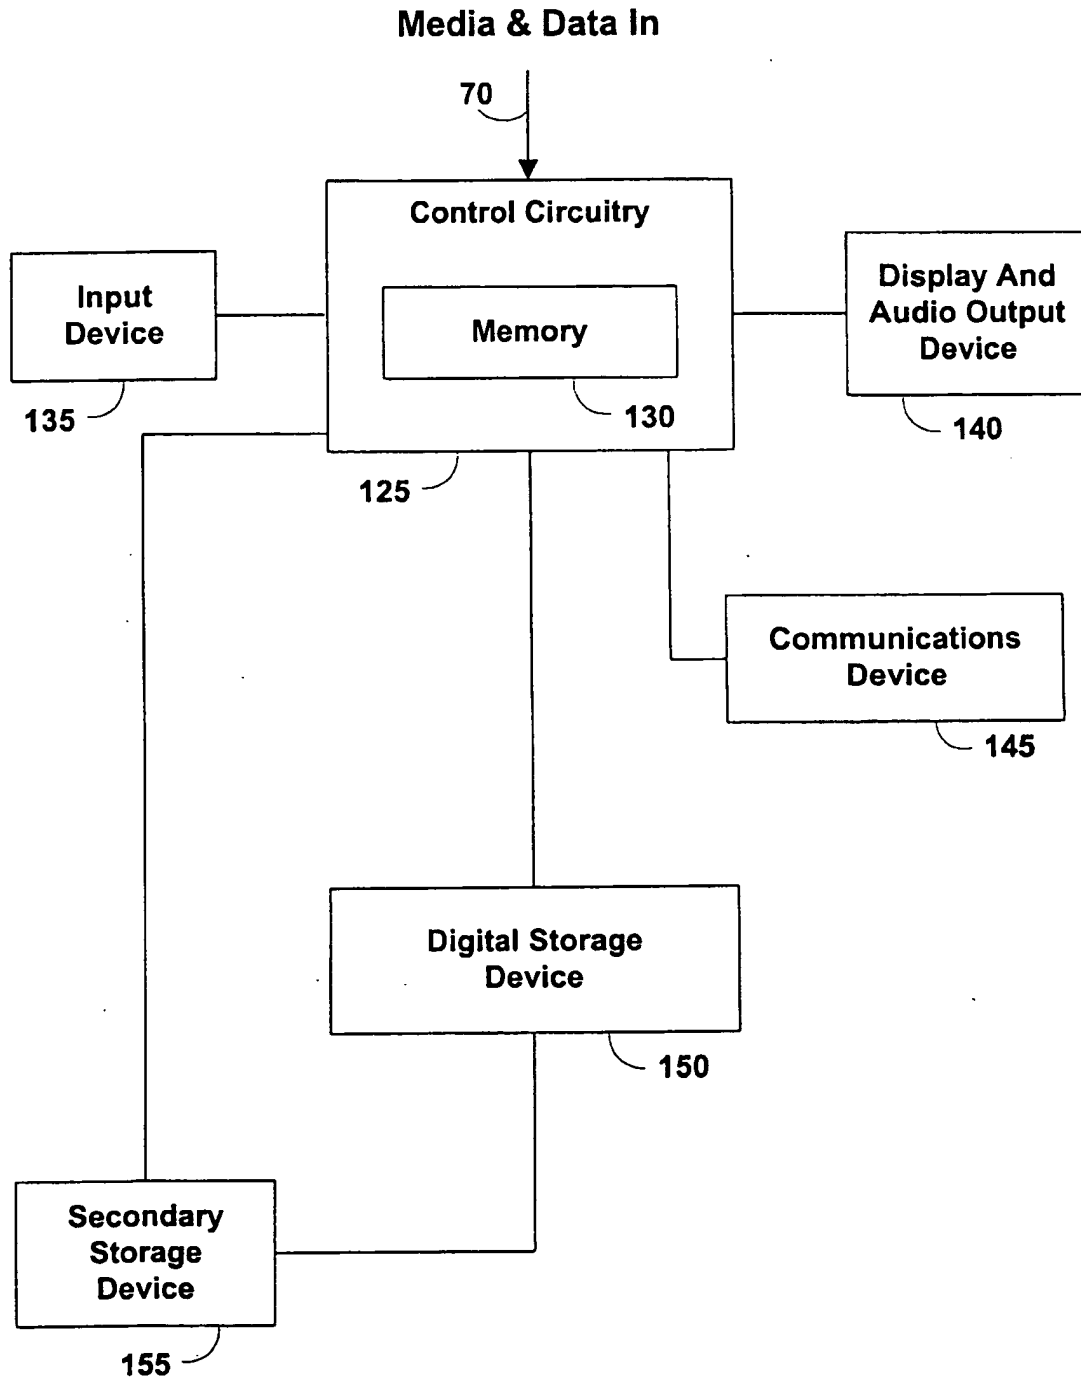 Media & Data In
70
Control Circuitry
Memory
130
125
Input
Device
135
Display And
Audio Output
Device
140
Communications
Device
145
Digital Storage
Device
150
Secondary
Storage
Device
155